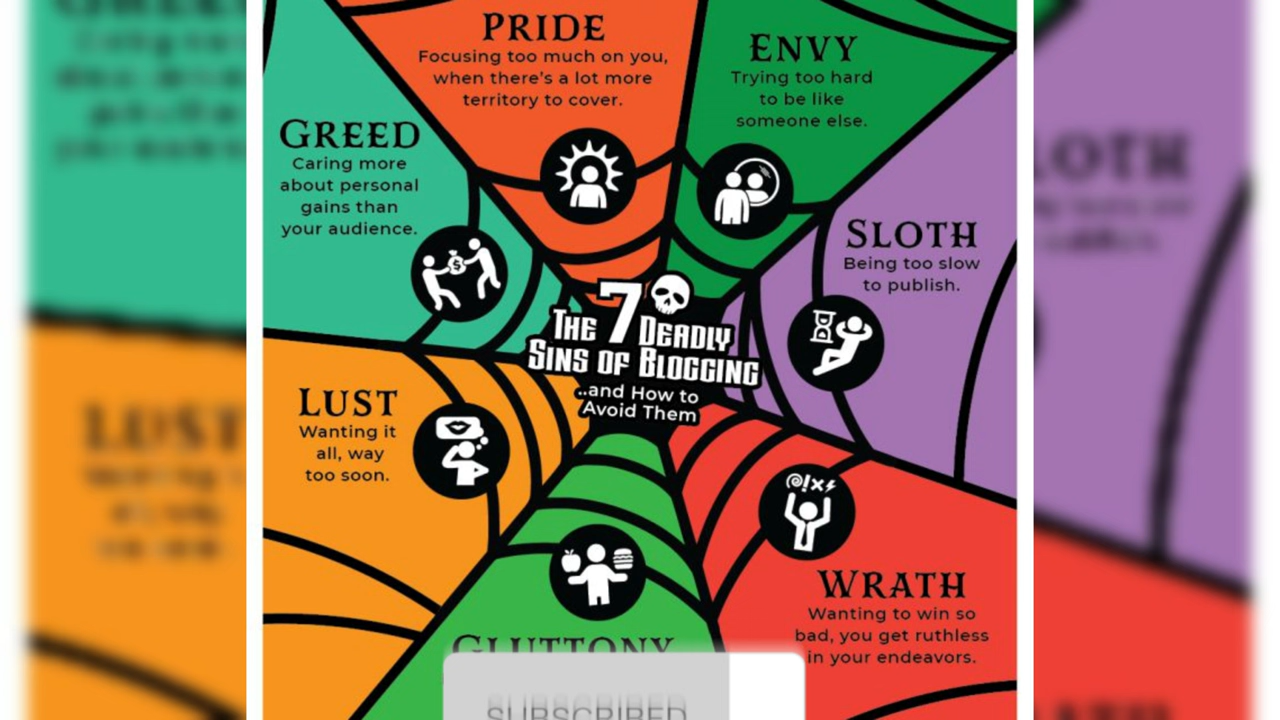 PRIDE
Focusing too much on you,
when there's a lot more
territory to cover.
ENVY
Trying too hard
to be like
someone else.
GREED
Caring more
about personal
gains than
your audience.
SLOTH
Being too slow
to publish.
$
THE 7 DEADLY
SINS OF BLOGGING
..and How to
Avoid Them
LUST
Wanting it
all, way
too soon.
@!x
WRATH
Wanting to win so
bad, you get ruthless
in your endeavors.
GLUTTONY
SUBSCRIBED